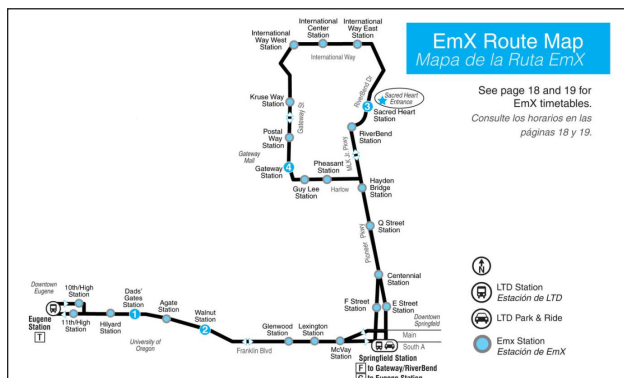 EmX Route Map
Mapa de la Ruta EmX
See page 18 and 19 for
EmX timetables.
Consulte los horarios en las
páginas 18 y 19.
International
Way West
Station
International
Center
Station
International
Way East
Station
International Way
Kruse Way
Station
Gateway St
RiverBend Dr
Sacred Heart
Entrance
3
Sacred Heart
Station
Postal
Way
Station
RiverBend
Station
MLK Jr. Pkwy
Gateway
Mall
4
Gateway
Station
Pheasant
Station
Guy Lee
Station
Harlow
Hayden
Bridge
Station
Q Street
Station
Pioneer Pkwy
Centennial
Station
F Street
Station
E Street
Station
Downtown
Springfield
Main
South A
Downtown
Eugene
10th/High
Station
Dads'
Gates
Station
1
Agate
Station
Walnut
Station
2
Eugene
Station
T
11th/High
Station
Hilyard
Station
University of
Oregon
Franklin Blvd
Glenwood
Station
Lexington
Station
McVay
Station
Springfield Station
F to Gateway/RiverBend
G to Eugene Station
N
LTD Station
Estación de LTD
LTD Park & Ride
Emx Station
Estación de EmX